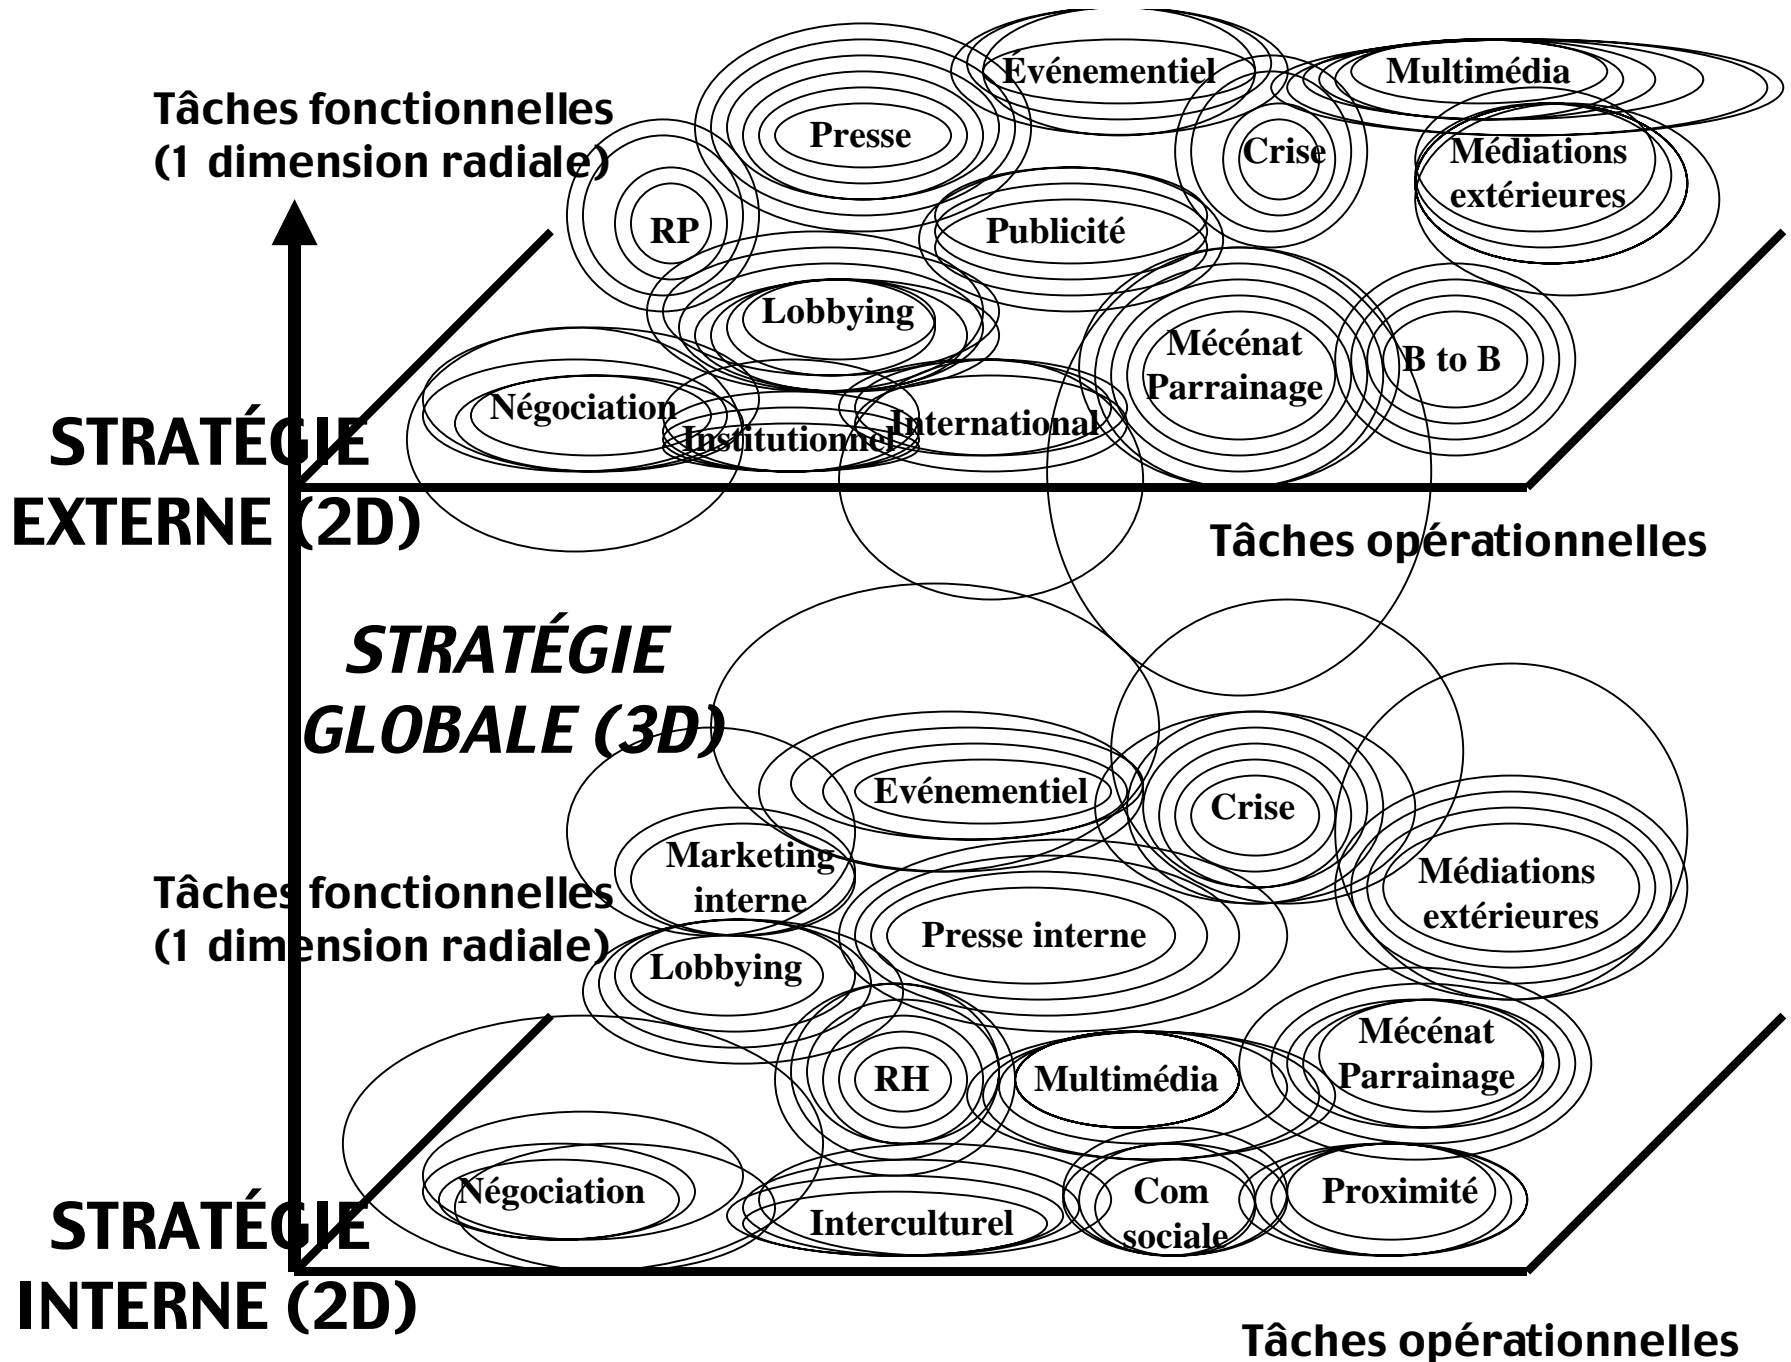 Événementiel
Multimédia
Tâches fonctionnelles
(1 dimension radiale)
Presse
Crise
Médiations
extérieures
RP
Publicité
Lobbying
Mécénat
Parrainage
B to B
Négociation
Institutionnel
International
STRATÉGIE
EXTERNE (2D)
Tâches opérationnelles
STRATÉGIE
GLOBALE (3D)
Evénementiel
Crise
Marketing
interne
Médiations
extérieures
Tâches fonctionnelles
(1 dimension radiale)
Presse interne
Lobbying
Mécénat
Parrainage
RH
Multimédia
Négociation
Interculturel
Com
sociale
Proximité
STRATÉGIE
INTERNE (2D)
Tâches opérationnelles